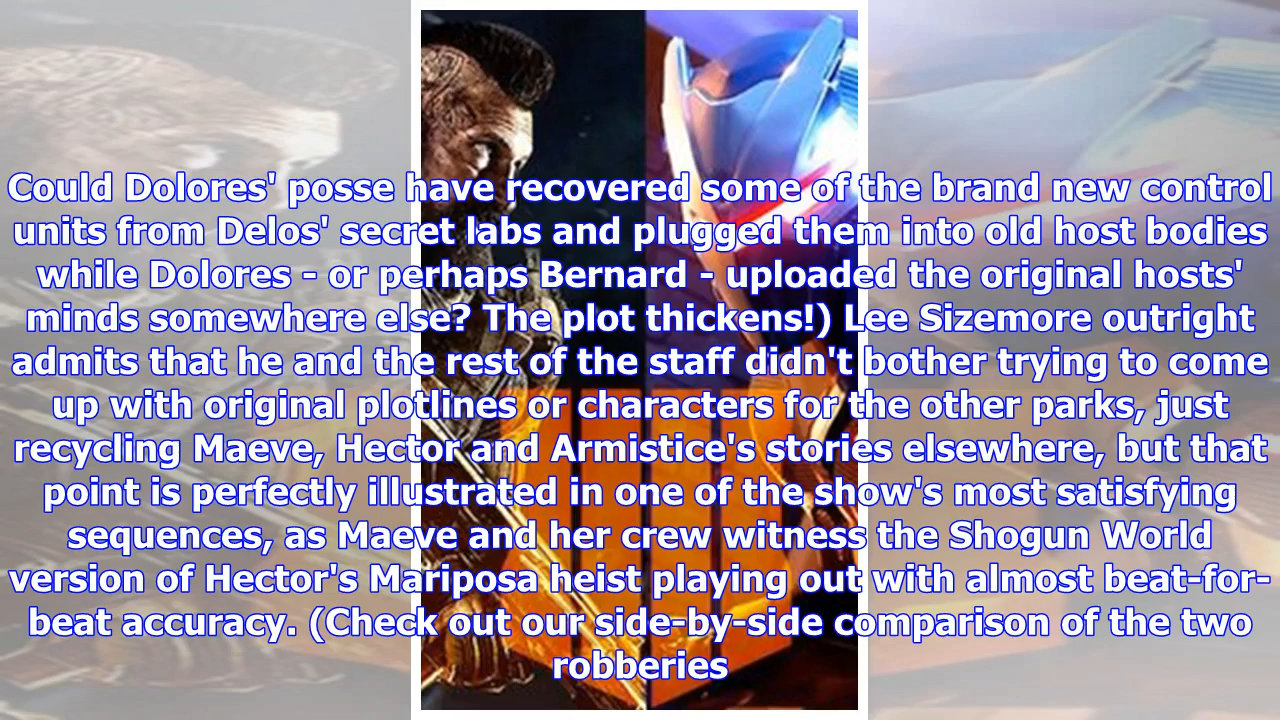 Could Dolores' posse have recovered some of the brand new control
units from Delos' secret labs and plugged them into old host bodies
while Dolores - or perhaps Bernard - uploaded the original hosts'
minds somewhere else? The plot thickens!) Lee Sizemore outright
admits that he and the rest of the staff didn't bother trying to come
up with original plotlines or characters for the other parks, just
recycling Maeve, Hector and Armistice's stories elsewhere, but that
point is perfectly illustrated in one of the show's most satisfying
sequences, as Maeve and her crew witness the Shogun World
version of Hector's Mariposa heist playing out with almost beat-for-
beat accuracy. (Check out our side-by-side comparison of the two
robberies